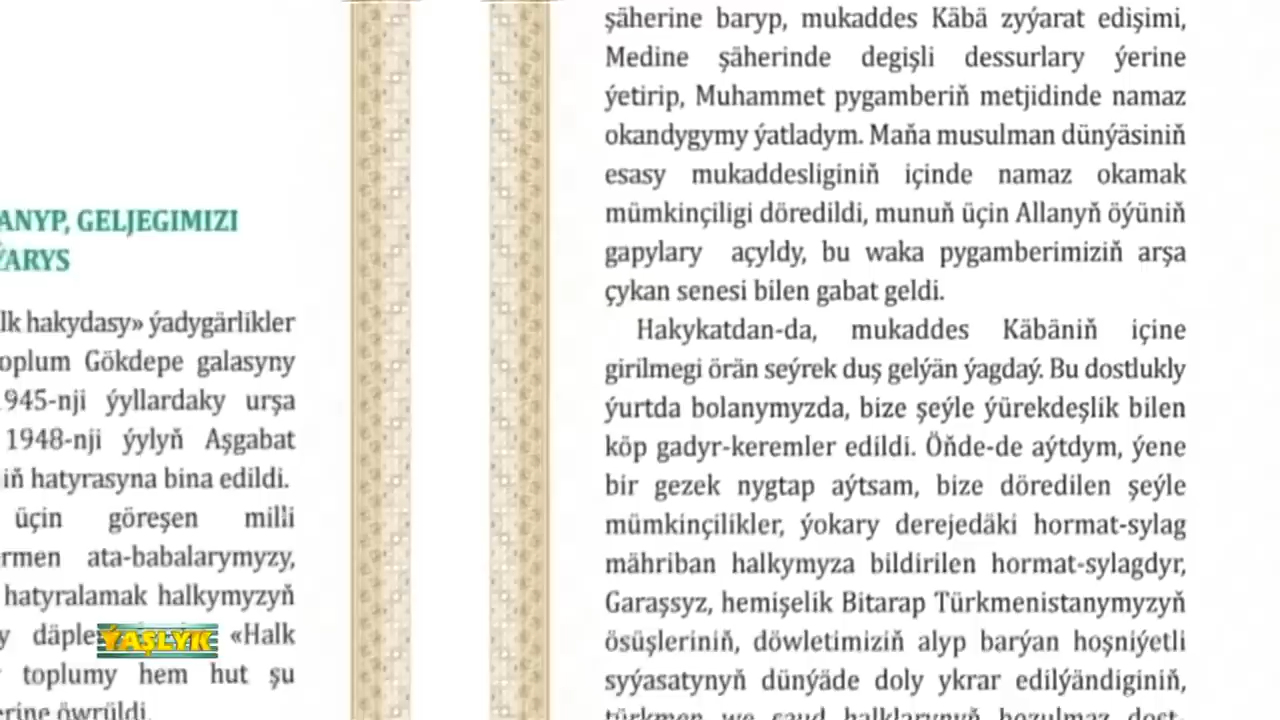 ANYP, GELJEGIMIZI
ÝARYS
lk hakydasy» ýadygärlikler
oplum Gökdepe galasyny
1945-nji ýyllardaky urşa
1948-nji ýylyň Aşgabat
iň hatyrasyna bina edildi.
üçin göreşen milli
rmen ata-babalarymyzy,
hatyralamak halkymyzyň
y däple «Halk
toplumy hem hut şu
erine öwrüldi.
ÝAŞLYK
şäherine baryp, mukaddes Käbä zyýarat edişimi,
Medine şäherinde degişli dessurlary ýerine
ýetirip, Muhammet pygamberiň metjidinde namaz
okandygymy ýatladym. Maňa musulman dünýäsiniň
esasy mukaddesliginiň içinde namaz okamak
mümkinçiligi döredildi, munuň üçin Allanyň öýüniň
gapylary açyldy, bu waka pygamberimiziň arşa
çykan senesi bilen gabat geldi.
Hakykatdan-da, mukaddes Käbäniň içine
girilmegi örän seýrek duş gelýän ýagdaý. Bu dostlukly
ýurtda bolanymyzda, bize şeýle ýürekdeşlik bilen
köp gadyr-keremler edildi. Öňde-de aýtdym, ýene
bir gezek nygtap aýtsam, bize döredilen şeýle
mümkinçilikler, ýokary derejedäki hormat-sylag
mähriban halkymyza bildirilen hormat-sylagdyr,
Garaşsyz, hemişelik Bitarap Türkmenistanymyzyň
ösüşleriniň, döwletimiziň alyp barýan hoşniýetli
syýasatynyň dünýäde doly ykrar edilýändiginiň,
türkmen we saud halklarynyň bozulmaz dost-